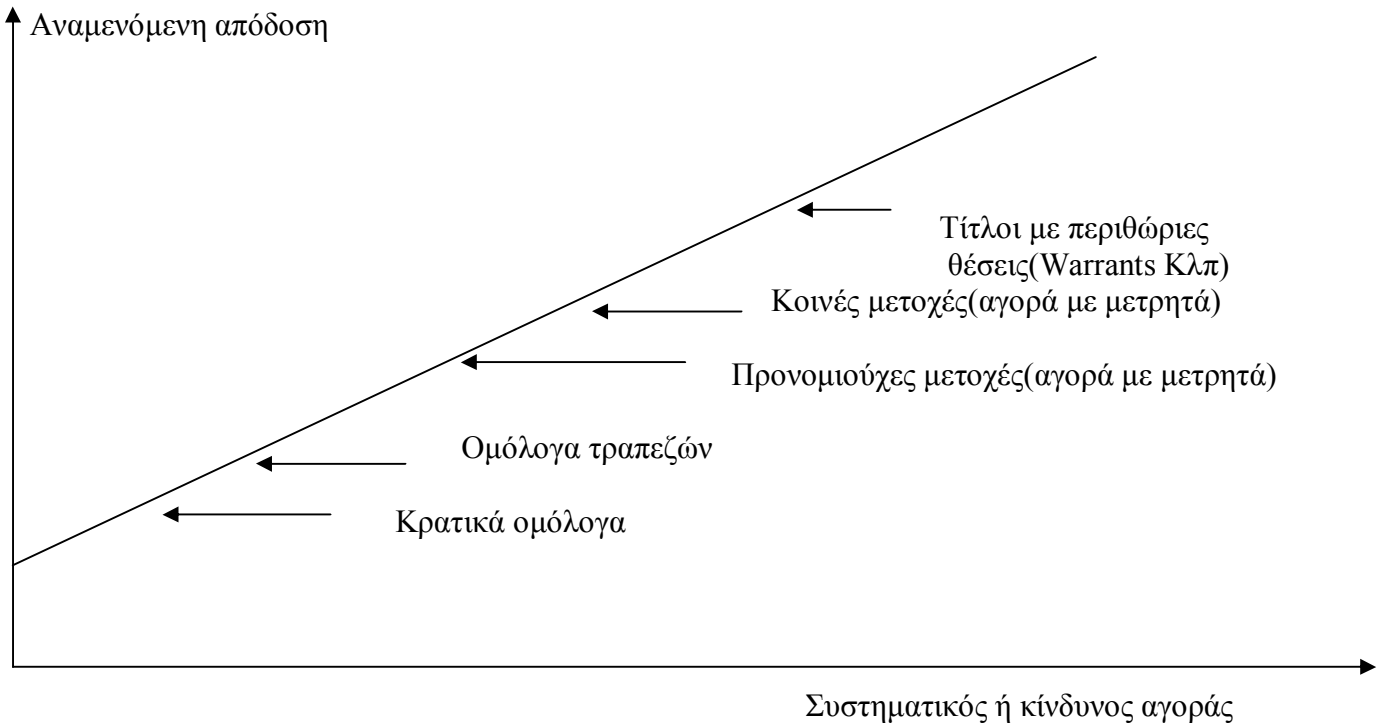 Αναμενόμενη απόδοση
Τίτλοι με περιθώριες
θέσεις(Warrants Κλπ)
Κοινές μετοχές(αγορά με μετρητά)
Προνομιούχες μετοχές(αγορά με μετρητά)
Ομόλογα τραπεζών
Κρατικά ομόλογα
Συστηματικός ή κίνδυνος αγοράς